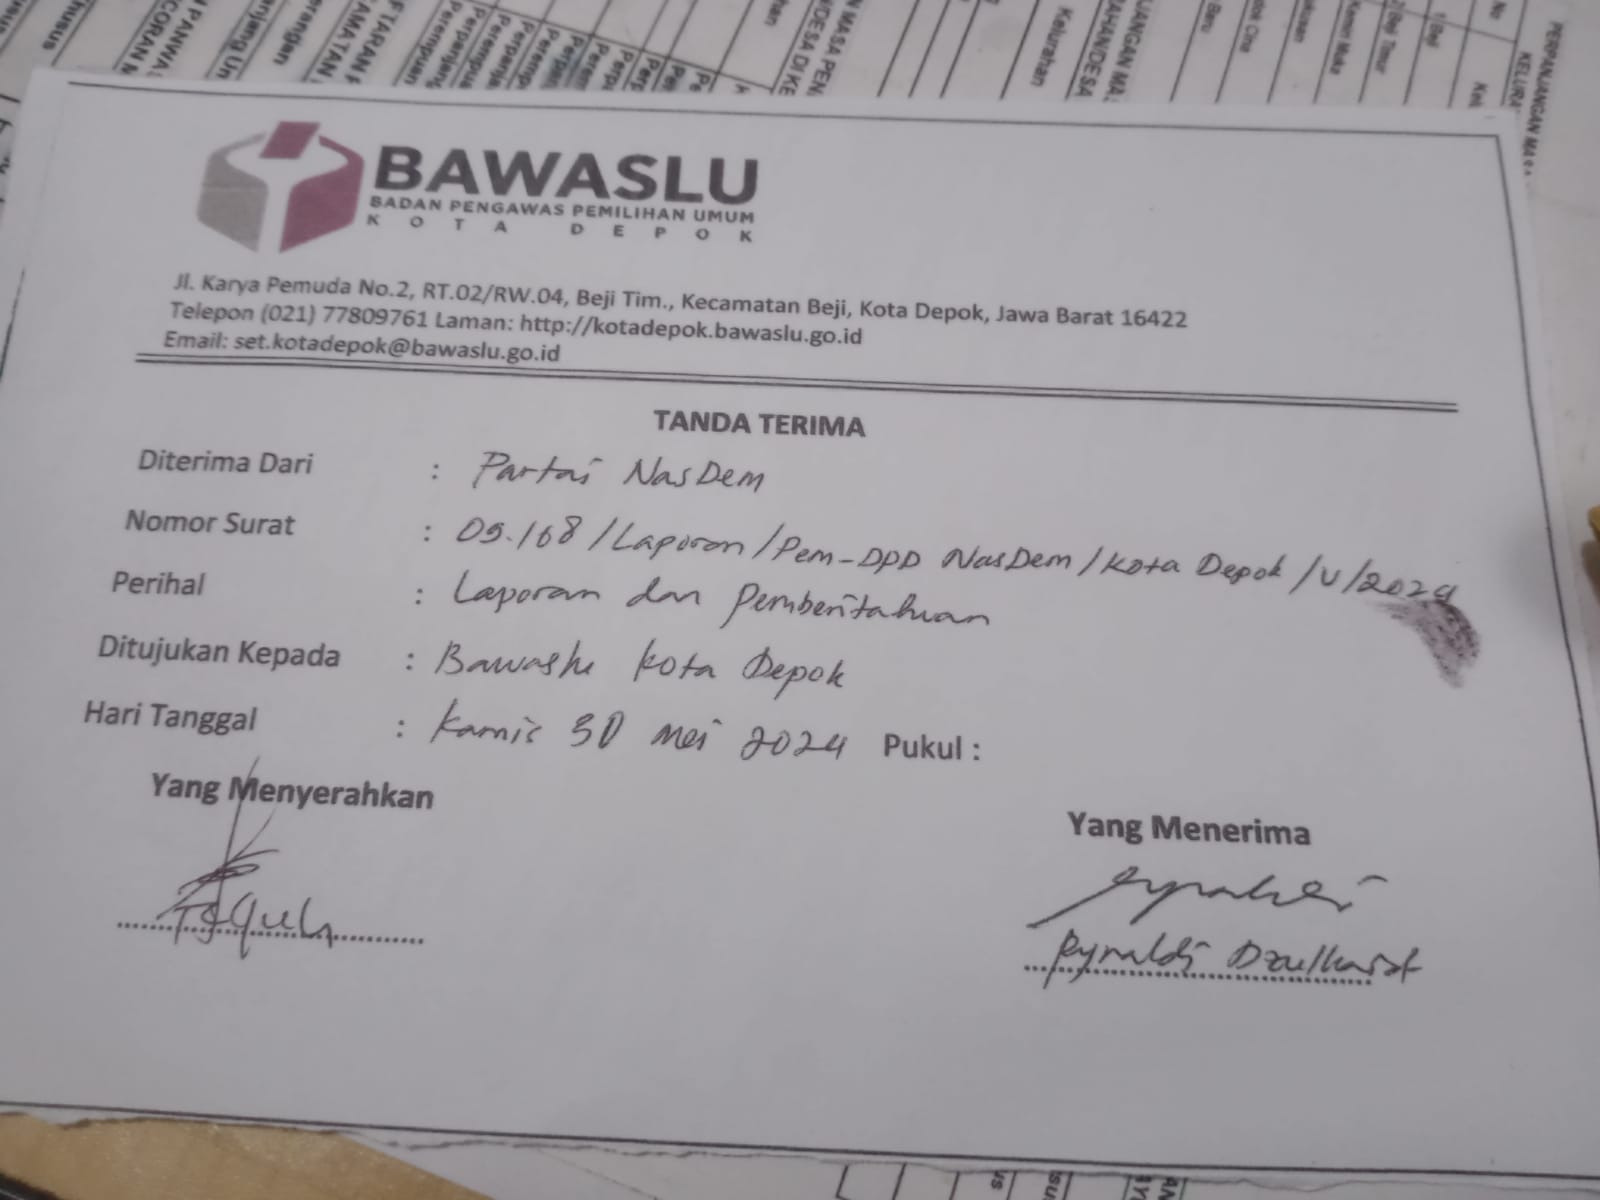 BAWASLU
BADAN PENGAWAS PEMILIHAN UMUM
KOTA DEPOK
Jl. Karya Pemuda No.2, RT.02/RW.04, Beji Tim., Kecamatan Beji, Kota Depok, Jawa Barat 16422
Telepon (021) 77809761 Laman: http://kotadepok.bawaslu.go.id
Email: set.kotadepok@bawaslu.go.id
TANDA TERIMA
Diterima Dari : Partai NasDem
Nomor Surat : 05.168/Laporan/Pem-DPD NasDem/Kota Depok/V/2024
Perihal : Laporan dan Pemberitahuan
Ditujukan Kepada : Bawaslu Kota Depok
Hari Tanggal : Kamis 30 Mei 2024 Pukul :
Yang Menyerahkan
Yang Menerima
Teguh
Rynaldi